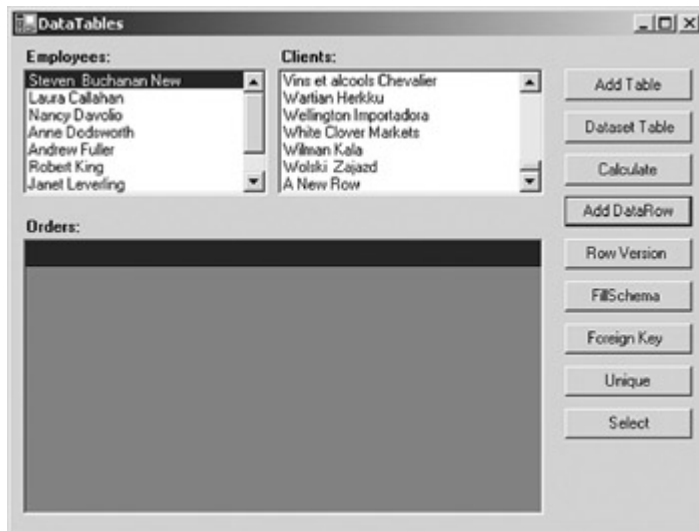 DataTables
Employees:
Steven Buchanan New
Laura Callahan
Nancy Davolio
Anne Dodsworth
Andrew Fuller
Robert King
Janet Leverling
Clients:
Vins et alcools Chevalier
Wartian Herkku
Wellington Importadora
White Clover Markets
Wilman Kala
Wolski Zajazd
A New Row
Add Table
Dataset Table
Calculate
Add DataRow
Row Version
FillSchema
Foreign Key
Unique
Select
Orders: